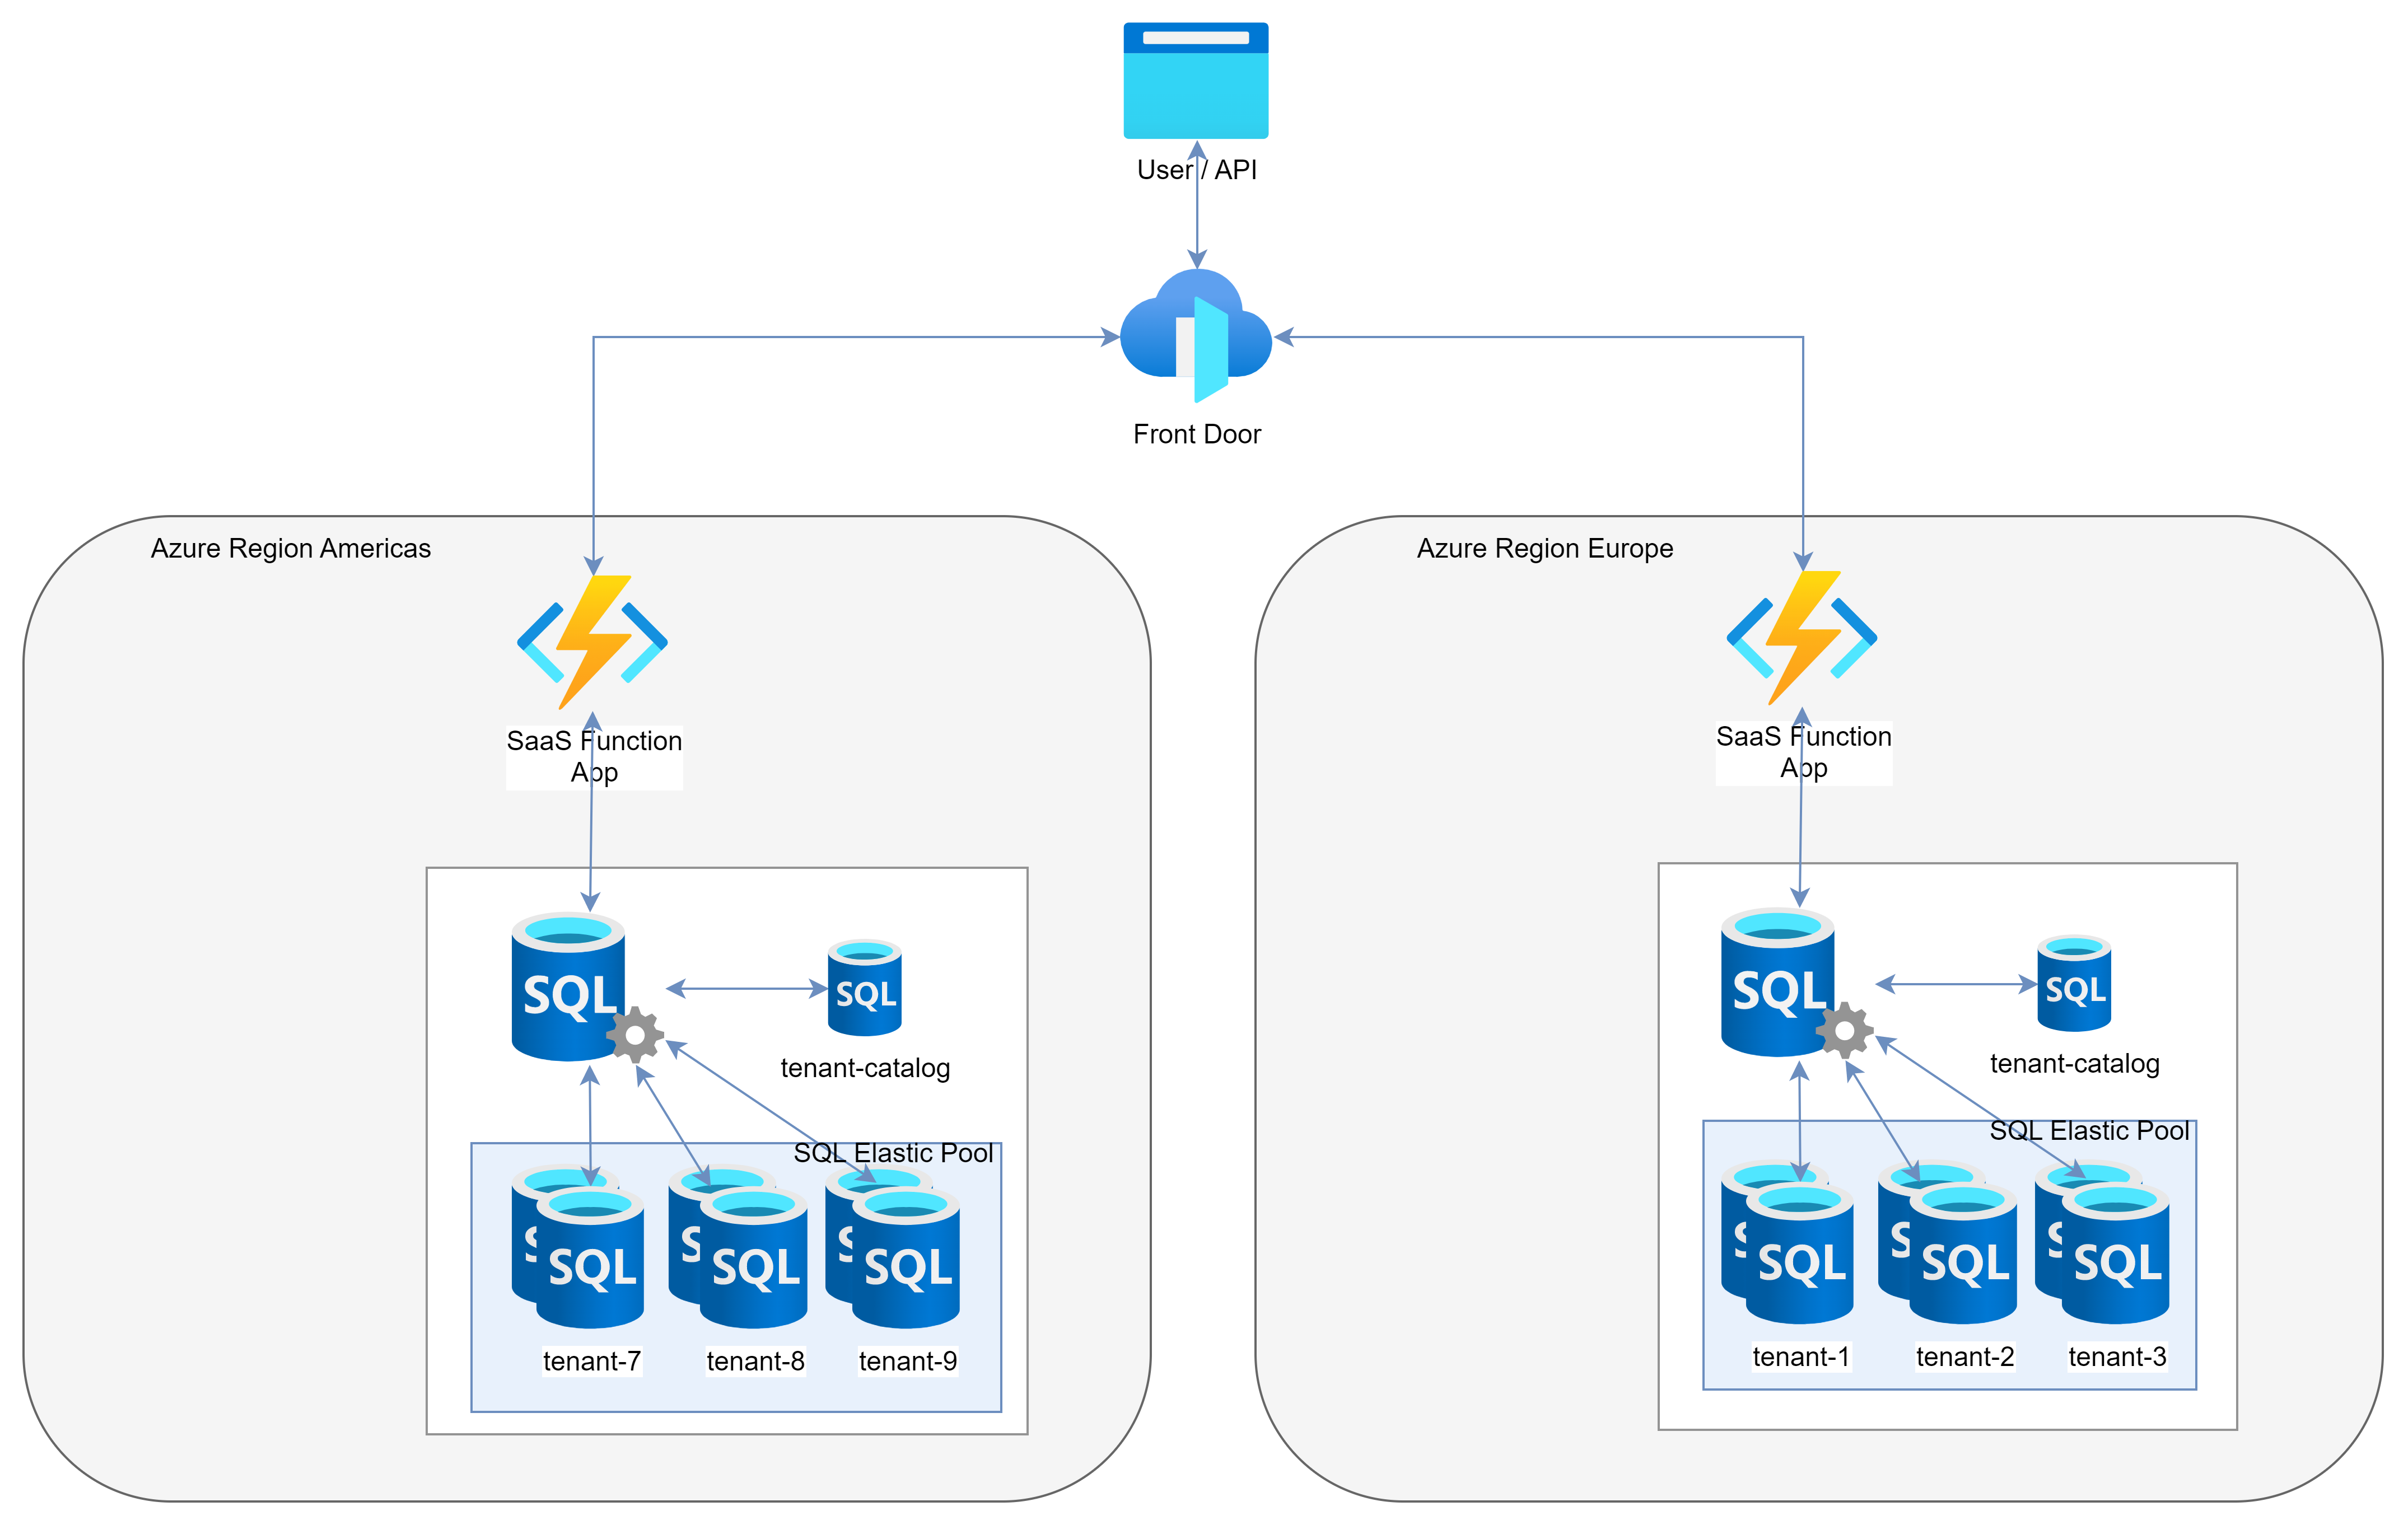 User / API
Front Door
Azure Region Americas
SaaS Function
App
SQL
SQL
tenant-catalog
SQL Elastic Pool
S
SQL
S
SQL
S
SQL
tenant-7
tenant-8
tenant-9
Azure Region Europe
SaaS Function
App
SQL
SQL
tenant-catalog
SQL Elastic Pool
S
SQL
S
SQL
S
SQL
tenant-1
tenant-2
tenant-3